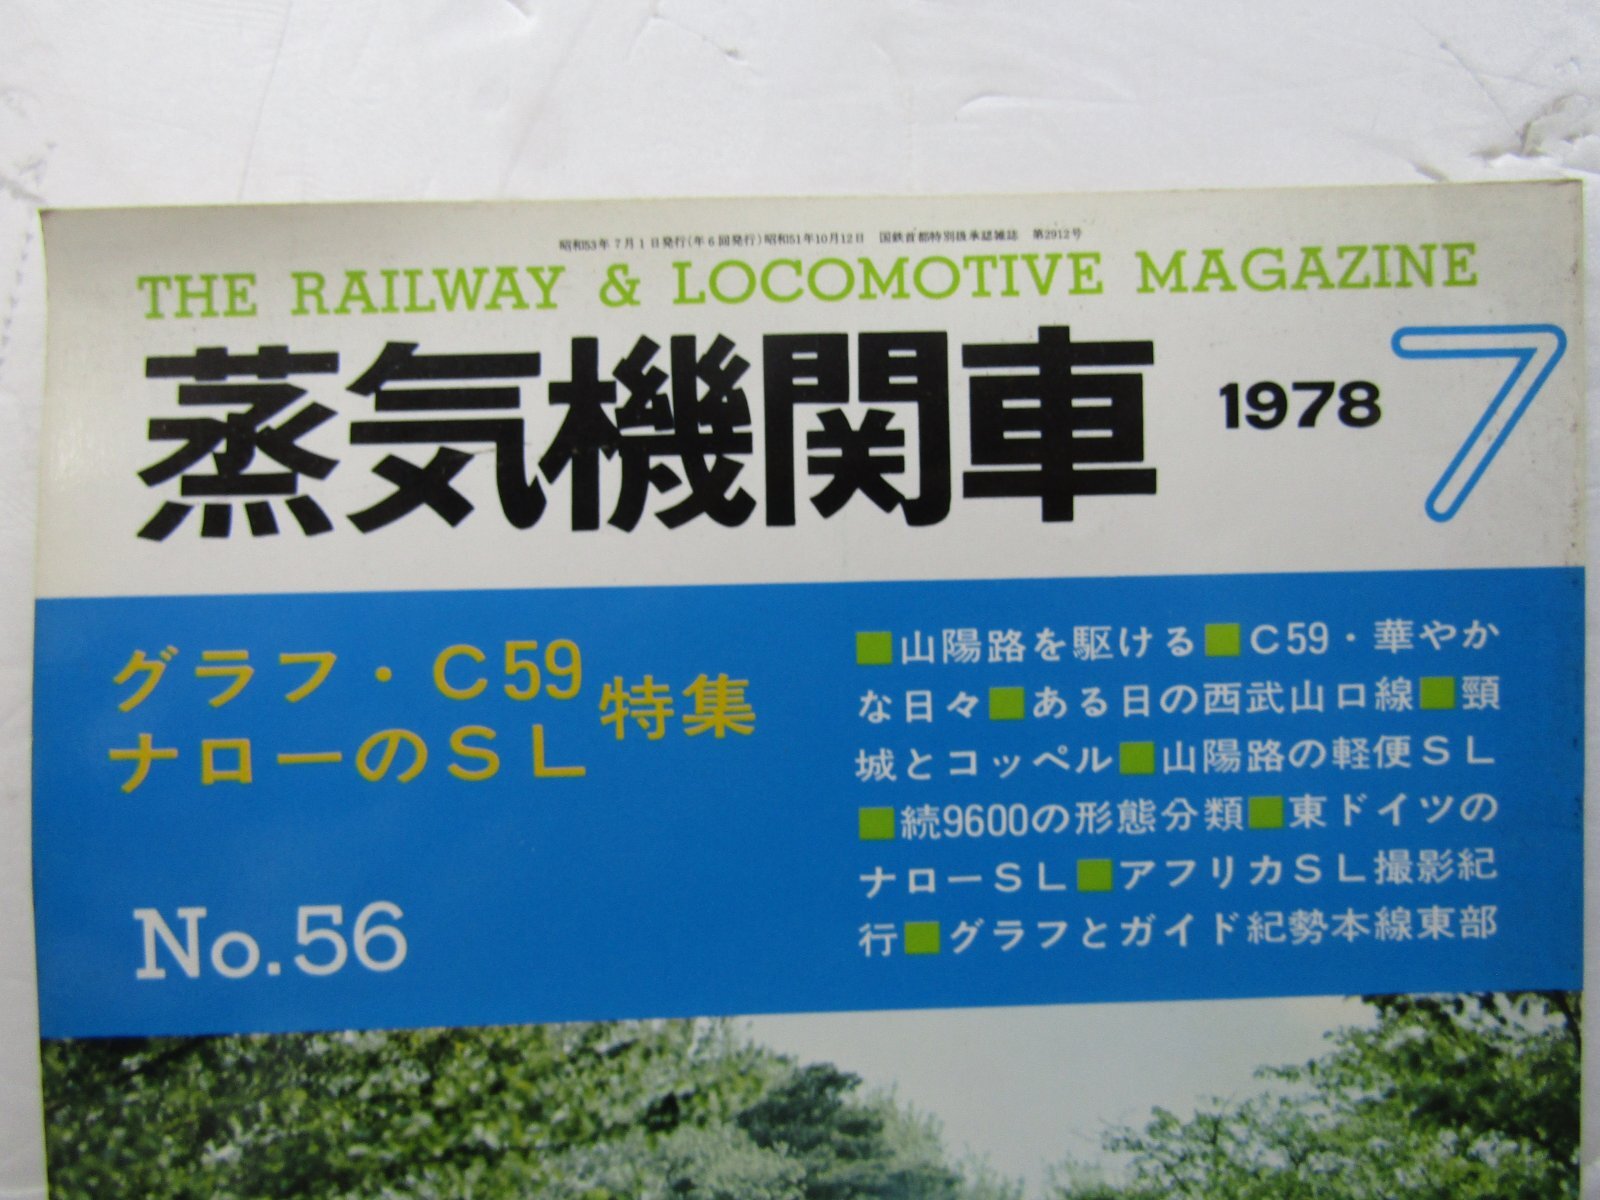 昭和53年7月1日発行(年6回発行)昭和51年10月12日 国鉄首都特別扱承認雑誌 第2912号
THE RAILWAY & LOCOMOTIVE MAGAZINE
蒸気機関車 1978 7
グラフ・C59
ナローのSL
特集
No.56
■山陽路を駆ける■C59・華やか
な日々■ある日の西武山口線■頸
城とコッペル■山陽路の軽便SL
■続9600の形態分類■東ドイツの
ナローSL■アフリカSL撮影紀
行■グラフとガイド紀勢本線東部